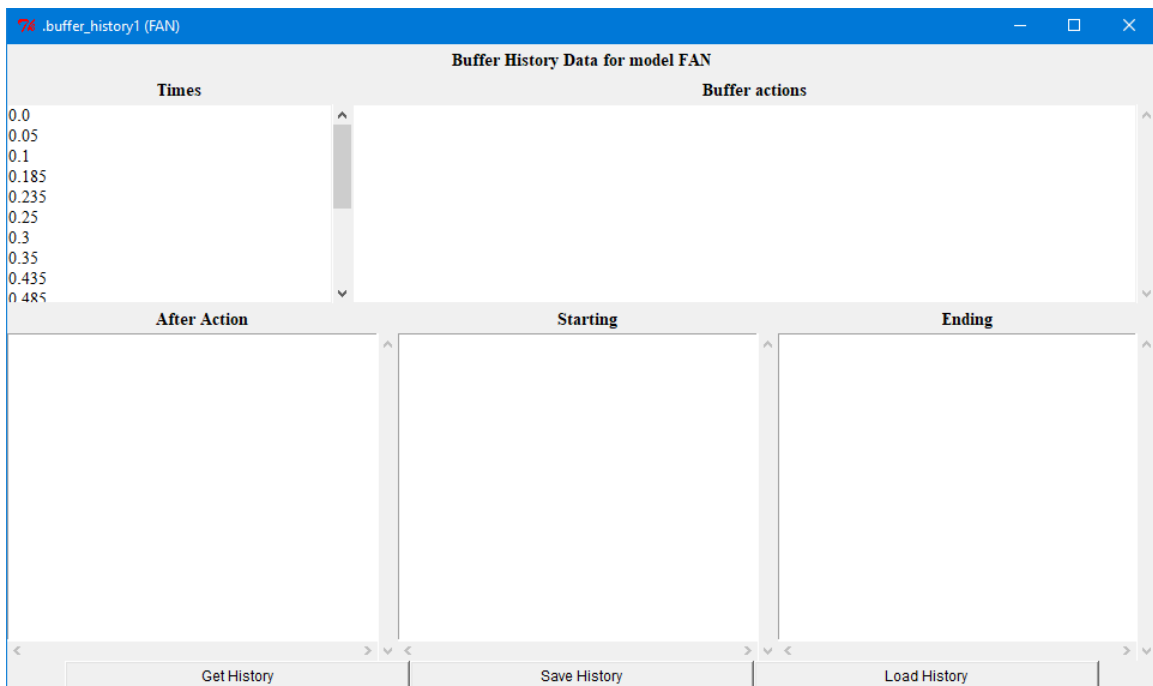 .buffer_history1 (FAN)
Buffer History Data for model FAN
Times
Buffer actions
0.0
0.05
0.1
0.185
0.235
0.25
0.3
0.35
0.435
0.485
After Action
Starting
Ending
Get History
Save History
Load History